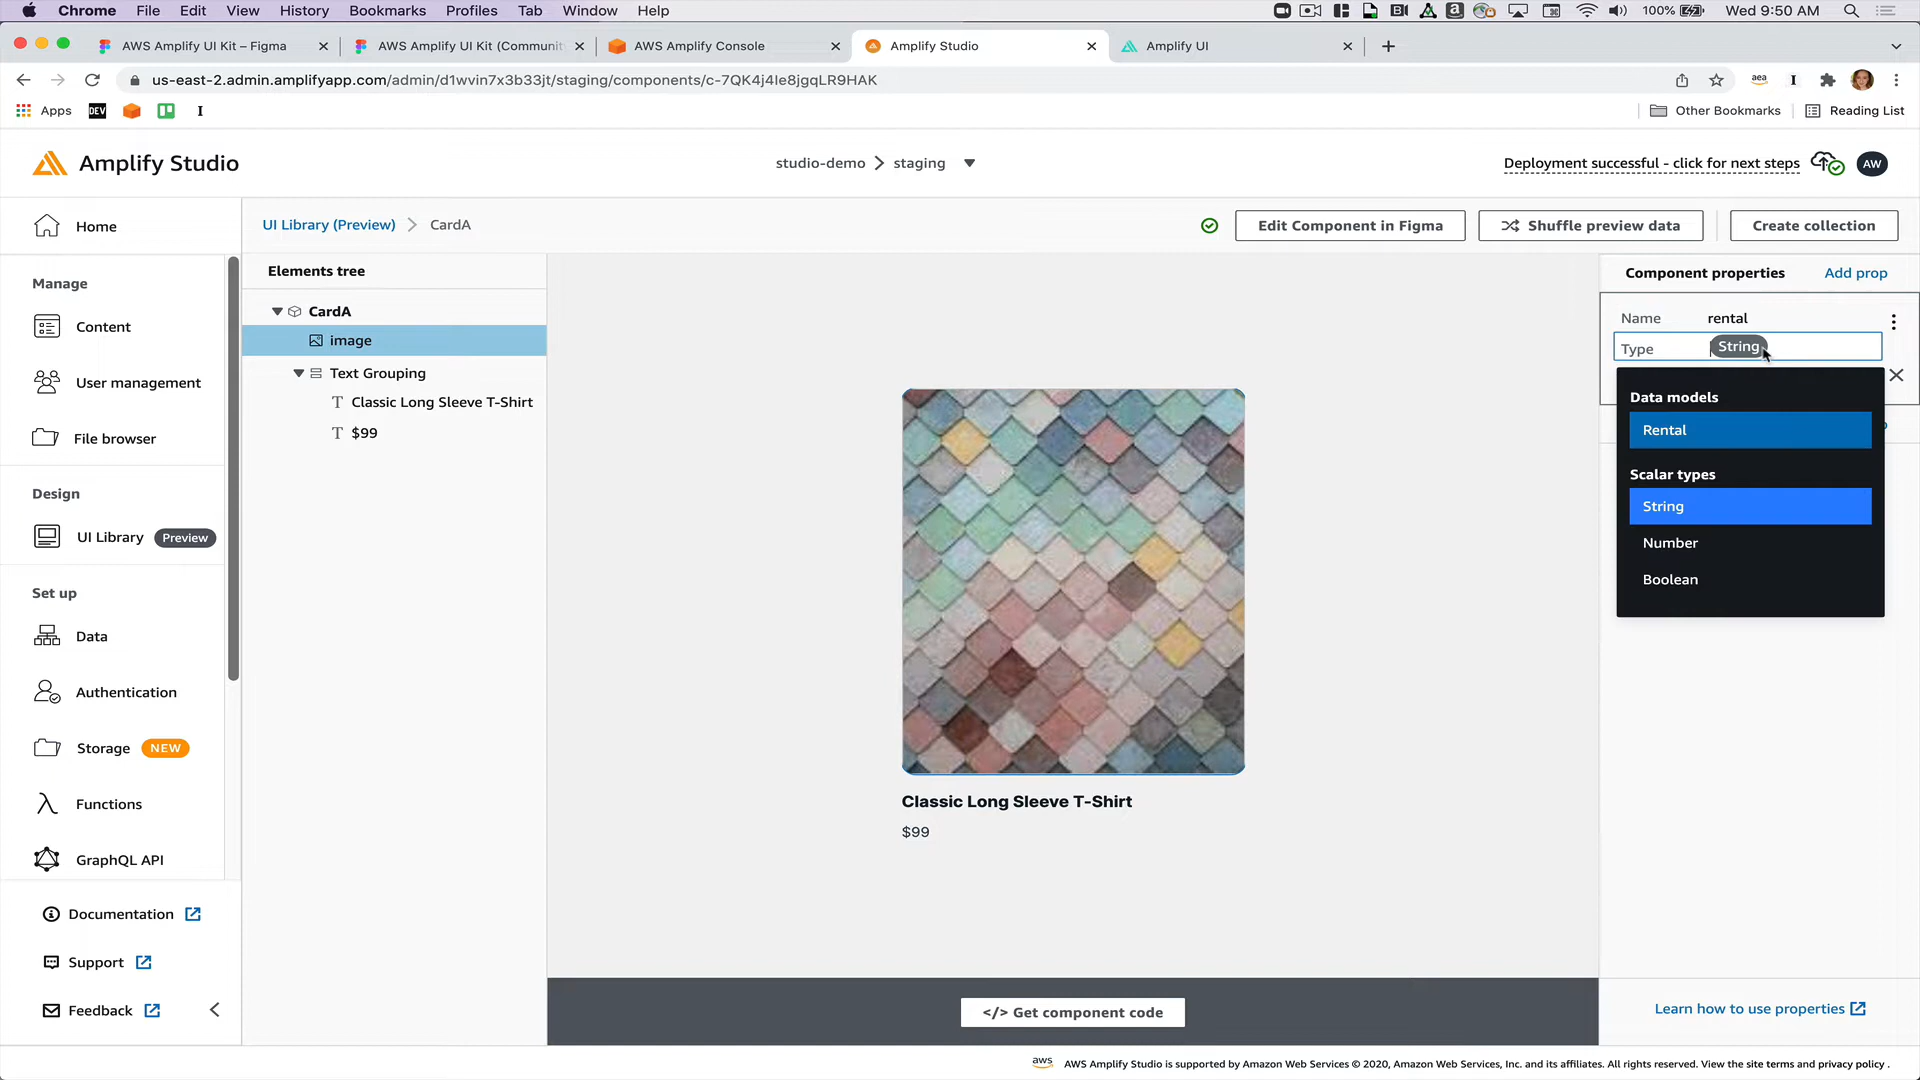 Chrome File Edit View History Bookmarks Profiles Tab Window Help 100% Wed 9:50 AM
AWS Amplify UI Kit – Figma
AWS Amplify UI Kit (Communit
AWS Amplify Console
Amplify Studio
Amplify UI
us-east-2.admin.amplifyapp.com/admin/d1wvin7x3b33jt/staging/components/c-7QK4j4Ie8jgqLR9HAK
aea
Apps DEV
Other Bookmarks Reading List
Amplify Studio
studio-demo > staging
Deployment successful - click for next steps
AW
Home
Manage
Content
User management
File browser
Design
UI Library Preview
Set up
Data
Authentication
Storage NEW
Functions
GraphQL API
Documentation
Support
Feedback
UI Library (Preview) > CardA
Edit Component in Figma
Shuffle preview data
Create collection
Elements tree
CardA
image
Text Grouping
Classic Long Sleeve T-Shirt
$99
Classic Long Sleeve T-Shirt
$99
</> Get component code
Component properties Add prop
Name rental
Type String
Data models
Rental
Scalar types
String
Number
Boolean
Learn how to use properties
aws AWS Amplify Studio is supported by Amazon Web Services © 2020, Amazon Web Services, Inc. and its affiliates. All rights reserved. View the site terms and privacy policy .